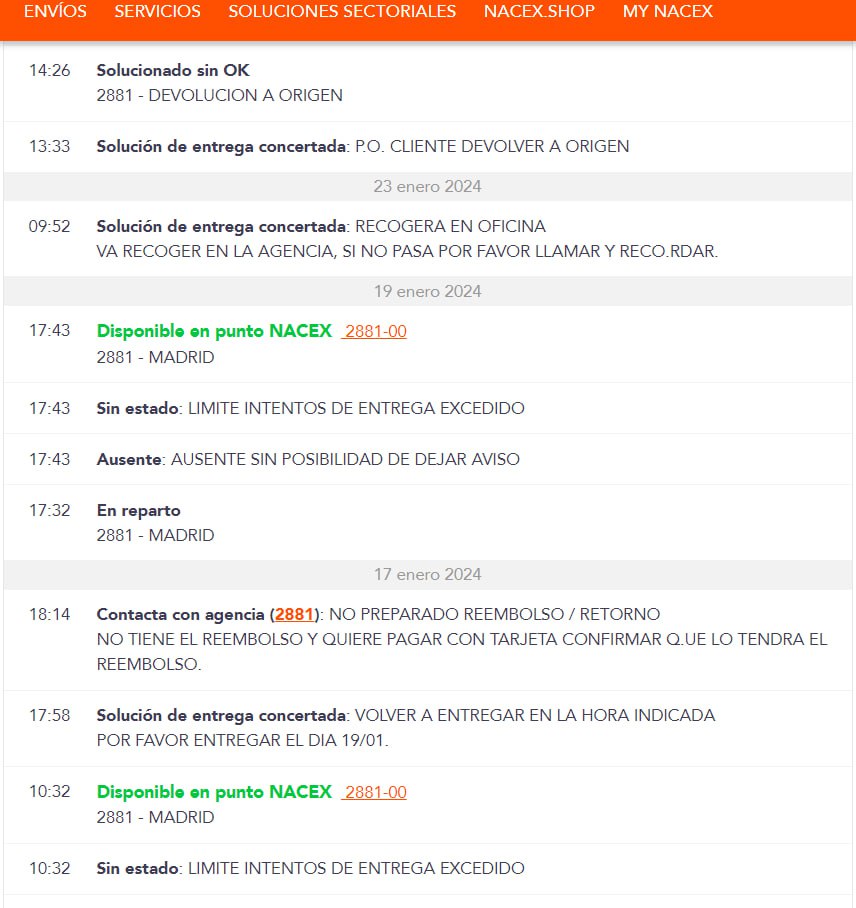 ENVÍOS SERVICIOS SOLUCIONES SECTORIALES NACEX.SHOP MY NACEX
14:26 Solucionado sin OK
2881 - DEVOLUCION A ORIGEN
13:33 Solución de entrega concertada: P.O. CLIENTE DEVOLVER A ORIGEN
23 enero 2024
09:52 Solución de entrega concertada: RECOGERA EN OFICINA
VA RECOGER EN LA AGENCIA, SI NO PASA POR FAVOR LLAMAR Y RECO.RDAR.
19 enero 2024
17:43 Disponible en punto NACEX 2881-00
2881 - MADRID
17:43 Sin estado: LIMITE INTENTOS DE ENTREGA EXCEDIDO
17:43 Ausente: AUSENTE SIN POSIBILIDAD DE DEJAR AVISO
17:32 En reparto
2881 - MADRID
17 enero 2024
18:14 Contacta con agencia (2881): NO PREPARADO REEMBOLSO / RETORNO
NO TIENE EL REEMBOLSO Y QUIERE PAGAR CON TARJETA CONFIRMAR Q.UE LO TENDRA EL
REEMBOLSO.
17:58 Solución de entrega concertada: VOLVER A ENTREGAR EN LA HORA INDICADA
POR FAVOR ENTREGAR EL DIA 19/01.
10:32 Disponible en punto NACEX 2881-00
2881 - MADRID
10:32 Sin estado: LIMITE INTENTOS DE ENTREGA EXCEDIDO